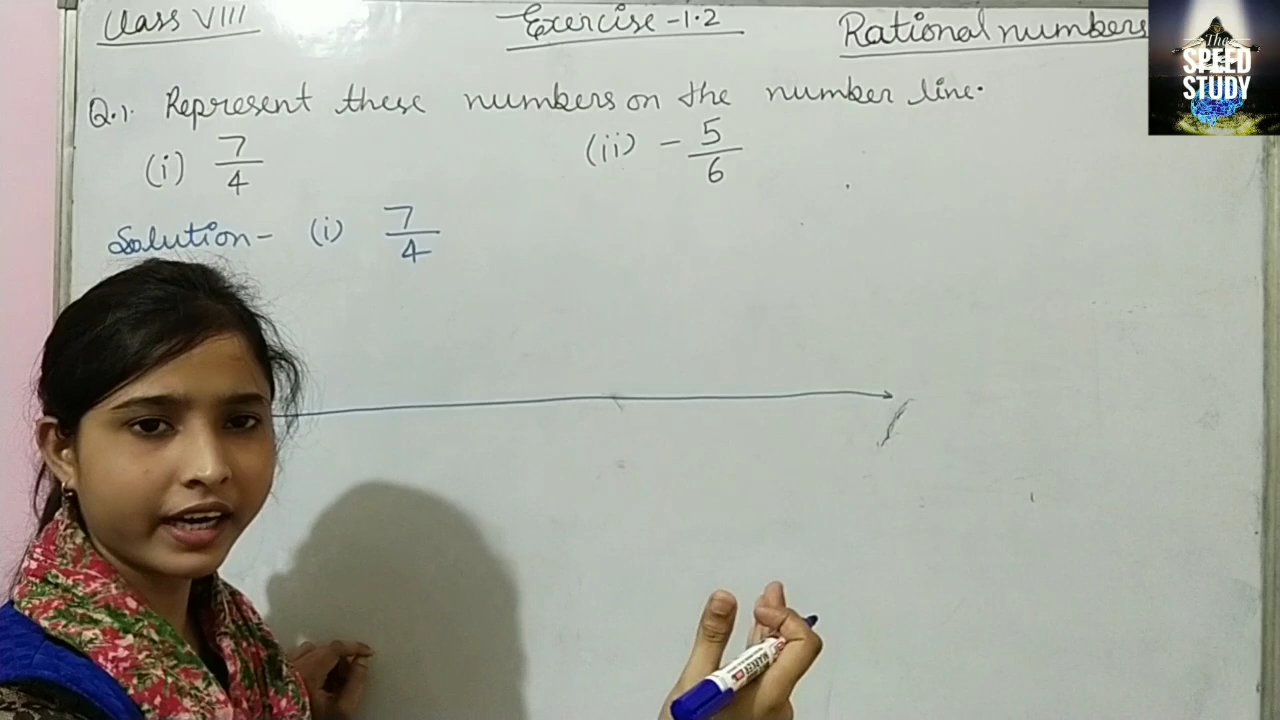 Class VIII Exercise-1.2 Rational numbers
The
SPEED
STUDY
Q.1. Represent these numbers on the number line.
(i) 7/4 (ii) -5/6
Solution- (i) 7/4